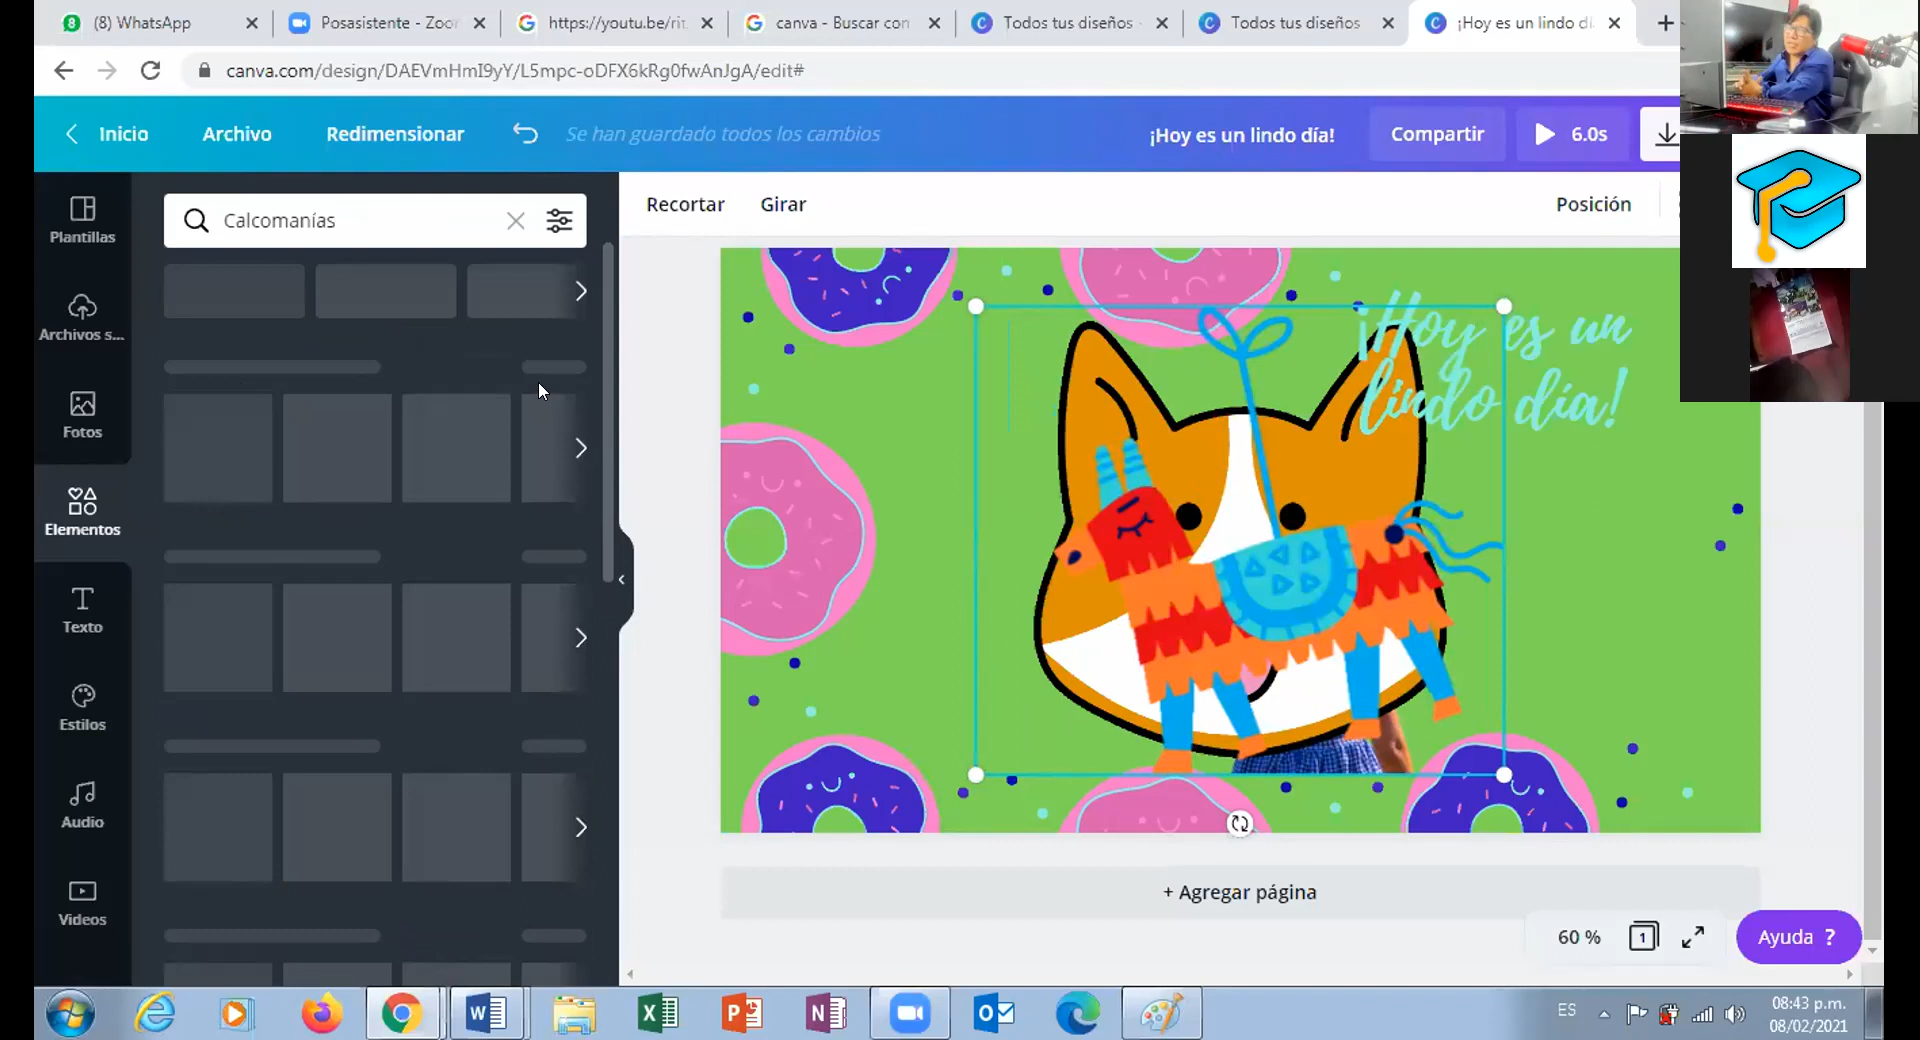 (8) WhatsApp
Posasistente - Zoo
https://youtu.be/rit
canva - Buscar con
Todos tus diseños -
Todos tus diseños
¡Hoy es un lindo dí
canva.com/design/DAEVmHmI9yY/L5mpc-oDFX6kRg0fwAnJgA/edit#
Inicio
Archivo
Redimensionar
Se han guardado todos los cambios
¡Hoy es un lindo día!
Compartir
6.0s
Plantillas
Archivos s...
Fotos
Elementos
Texto
Estilos
Audio
Videos
Calcomanías
Recortar
Girar
Posición
¡Hoy es un
lindo día!
+ Agregar página
60 %
1
Ayuda ?
ES
08:43 p.m.
08/02/2021